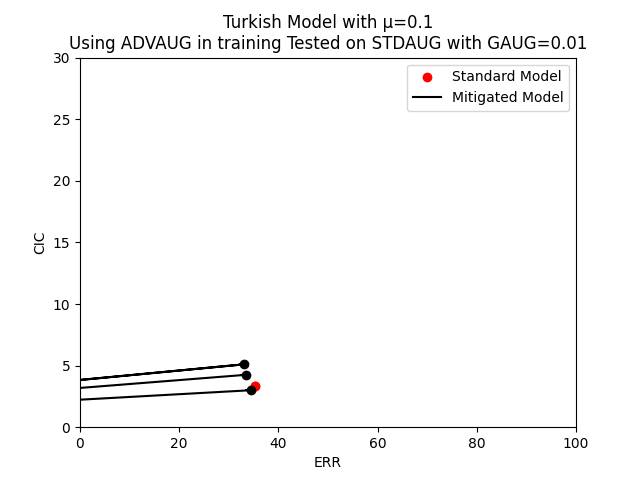 Turkish Model with μ=0.1
Using ADVAUG in training Tested on STDAUG with GAUG=0.01
Standard Model
Mitigated Model
30
25
20
15
10
5
0
CIC
0 20 40 60 80 100
ERR